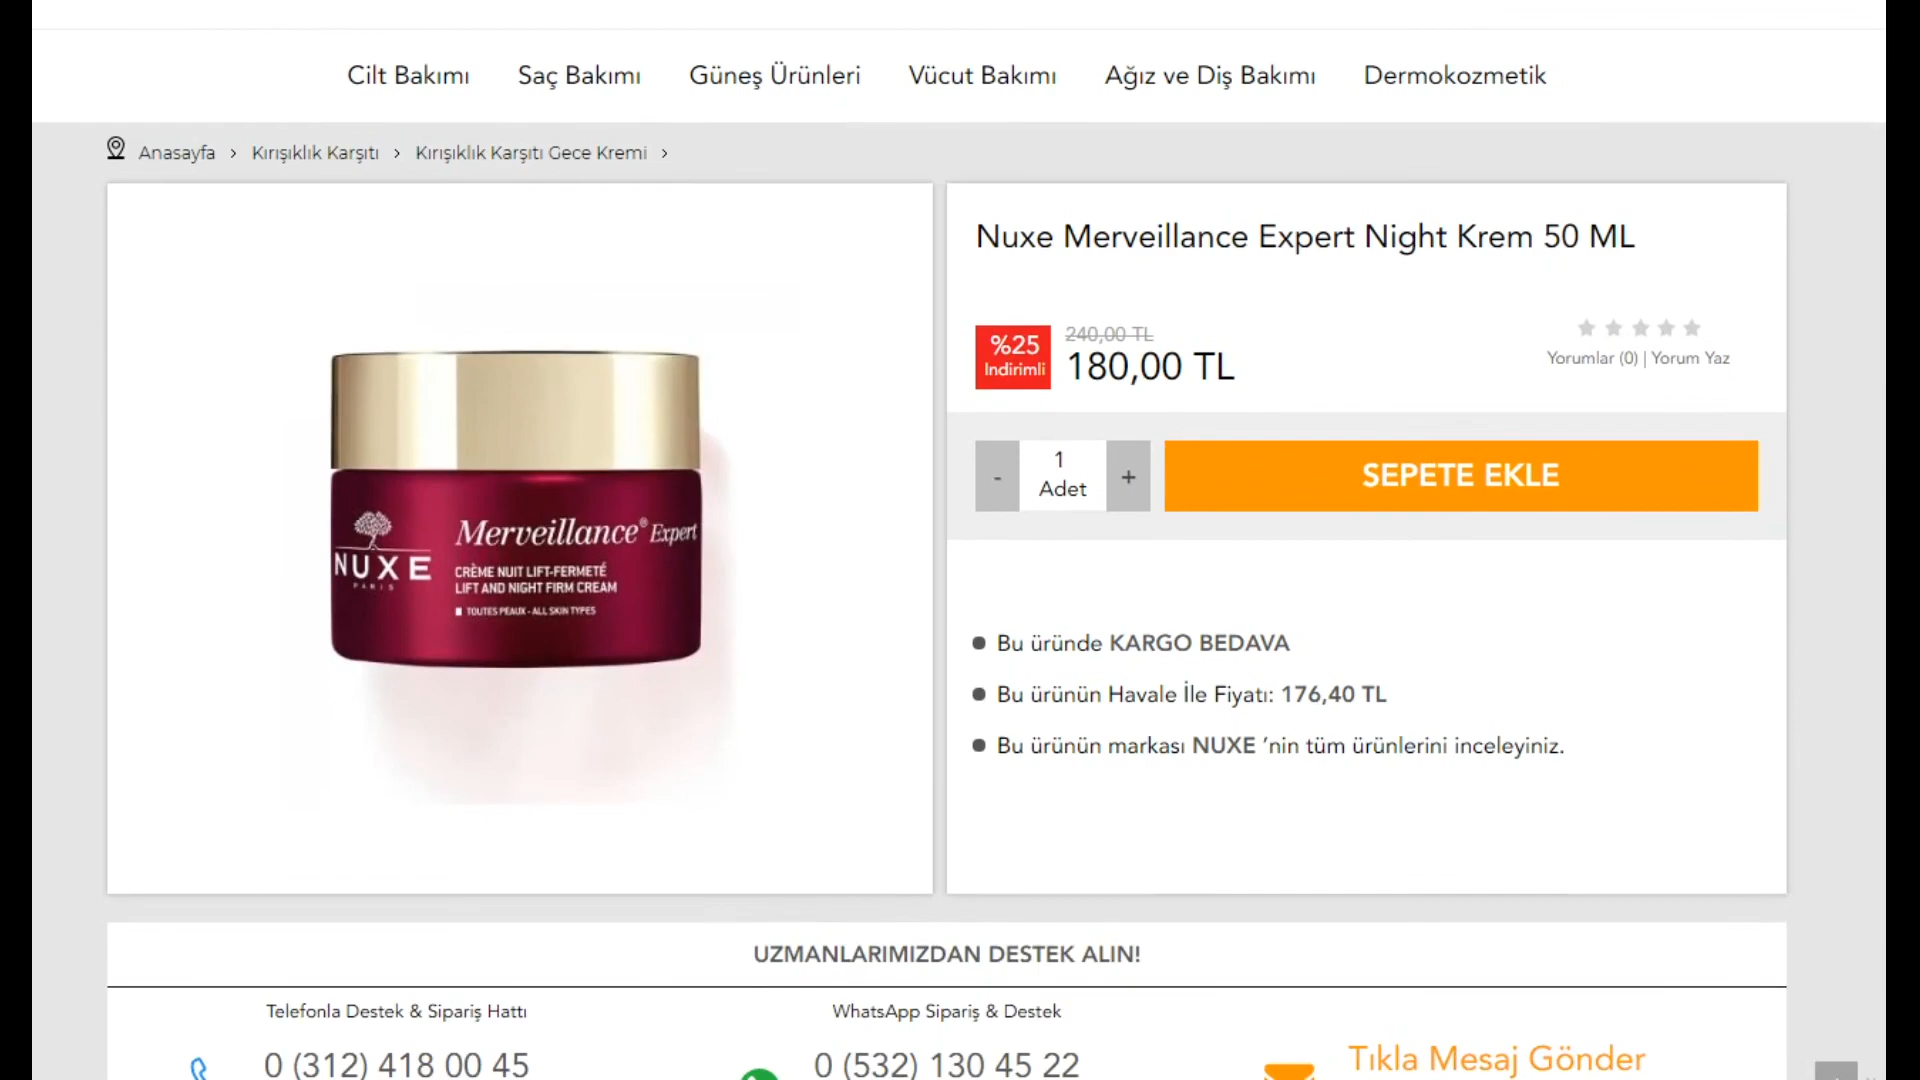 Cilt Bakımı Saç Bakımı Güneş Ürünleri Vücut Bakımı Ağız ve Diş Bakımı Dermokozmetik
Anasayfa > Kırışıklık Karşıtı > Kırışıklık Karşıtı Gece Kremi >
Nuxe Merveillance Expert Night Krem 50 ML
%25
İndirimli
240,00 TL
180,00 TL
Yorumlar (0) | Yorum Yaz
-
1
Adet
+
SEPETE EKLE
Merveillance® Expert
NUXE
PARIS
CRÈME NUIT LIFT-FERMETÉ
LIFT AND NIGHT FIRM CREAM
TOUTES PEAUX - ALL SKIN TYPES
Bu üründe KARGO BEDAVA
Bu ürünün Havale İle Fiyatı: 176,40 TL
Bu ürünün markası NUXE ’nin tüm ürünlerini inceleyiniz.
UZMANLARIMIZDAN DESTEK ALIN!
Telefonla Destek & Sipariş Hattı
0 (312) 418 00 45
WhatsApp Sipariş & Destek
0 (532) 130 45 22
Tıkla Mesaj Gönder